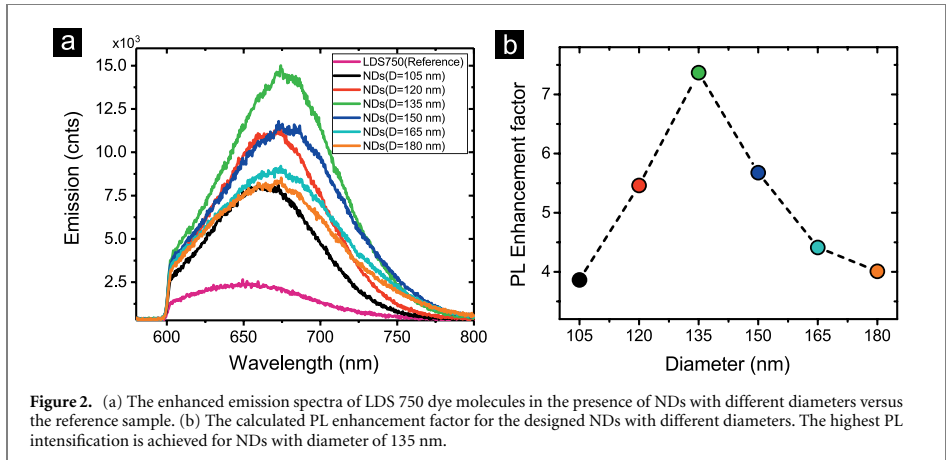 a
×10³
15.0
12.5
10.0
7.5
5.0
2.5
Emission (cnts)
600 650 700 750 800
Wavelength (nm)
LDS750(Reference)
NDs(D=105 nm)
NDs(D=120 nm)
NDs(D=135 nm)
NDs(D=150 nm)
NDs(D=165 nm)
NDs(D=180 nm)
b
7
6
5
4
PL Enhancement factor
105 120 135 150 165 180
Diameter (nm)
Figure 2. (a) The enhanced emission spectra of LDS 750 dye molecules in the presence of NDs with different diameters versus
the reference sample. (b) The calculated PL enhancement factor for the designed NDs with different diameters. The highest PL
intensification is achieved for NDs with diameter of 135 nm.